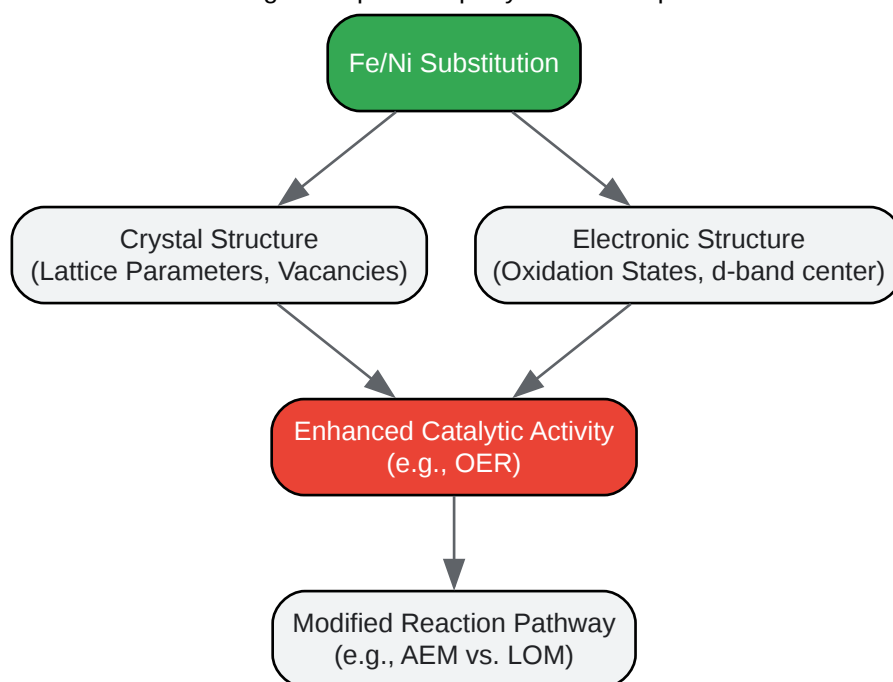 Fe/Ni Substitution
Crystal Structure
(Lattice Parameters, Vacancies)
Electronic Structure
(Oxidation States, d-band center)
Enhanced Catalytic Activity
(e.g., OER)
Modified Reaction Pathway
(e.g., AEM vs. LOM)